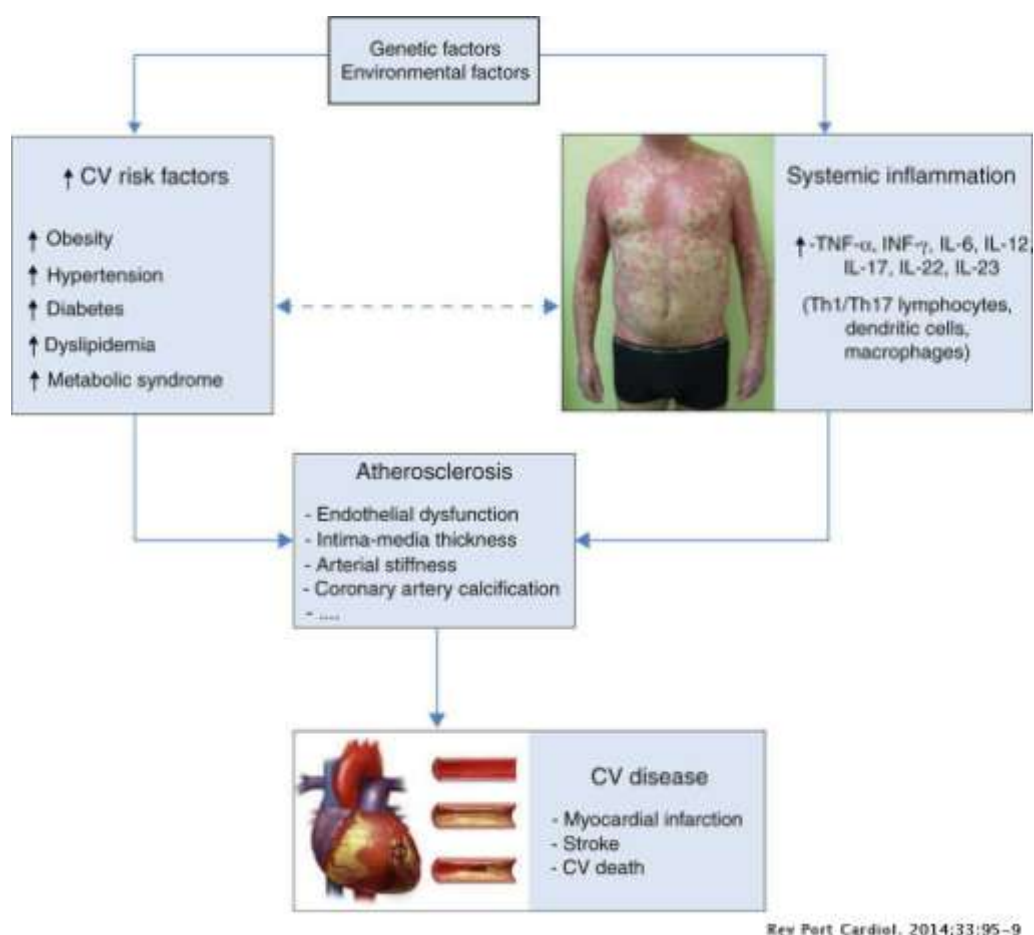 Genetic factors
Environmental factors
↑ CV risk factors
↑ Obesity
↑ Hypertension
↑ Diabetes
↑ Dyslipidemia
↑ Metabolic syndrome
Systemic inflammation
↑-TNF-α, INF-γ, IL-6, IL-12,
IL-17, IL-22, IL-23
(Th1/Th17 lymphocytes,
dendritic cells,
macrophages)
Atherosclerosis
- Endothelial dysfunction
- Intima-media thickness
- Arterial stiffness
- Coronary artery calcification
- ....
CV disease
- Myocardial infarction
- Stroke
- CV death
Rev Port Cardiol. 2014;33:95-9